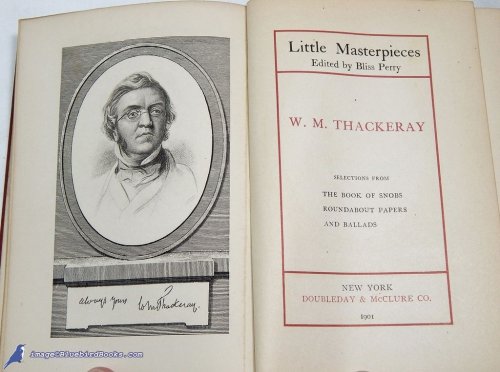 always yours W M Thackeray.
image@BluebirdBooks.com
Little Masterpieces
Edited by Bliss Perry
W. M. THACKERAY
SELECTIONS FROM
THE BOOK OF SNOBS
ROUNDABOUT PAPERS
AND BALLADS
NEW YORK
DOUBLEDAY & McCLURE CO.
1901